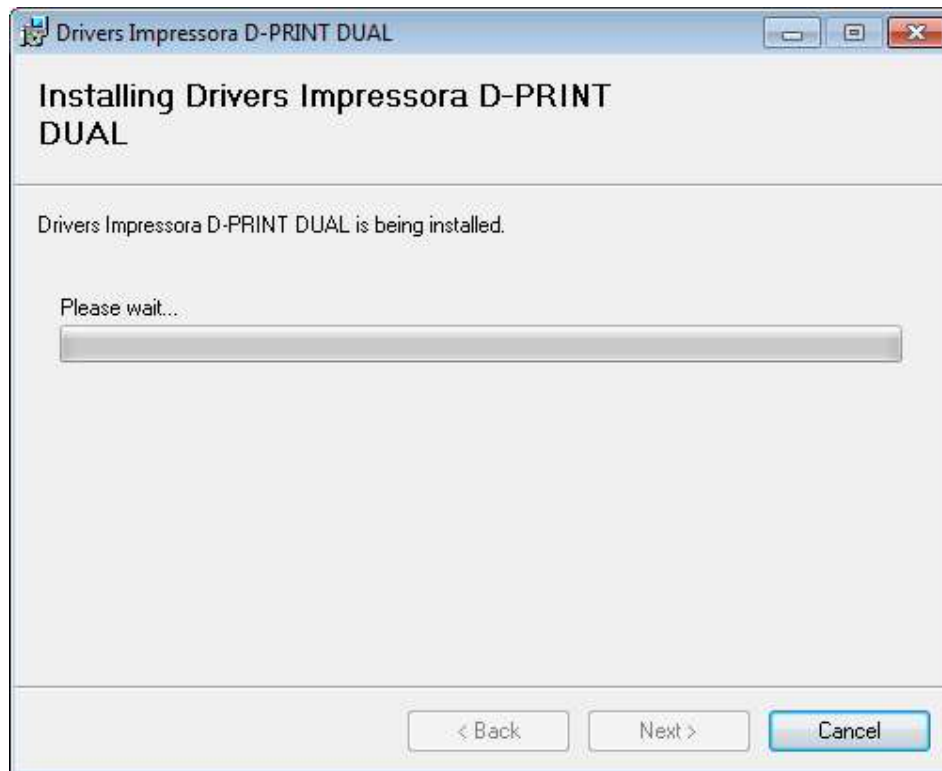 Drivers Impressora D-PRINT DUAL
Installing Drivers Impressora D-PRINT
DUAL
Drivers Impressora D-PRINT DUAL is being installed.
Please wait...
< Back
Next >
Cancel